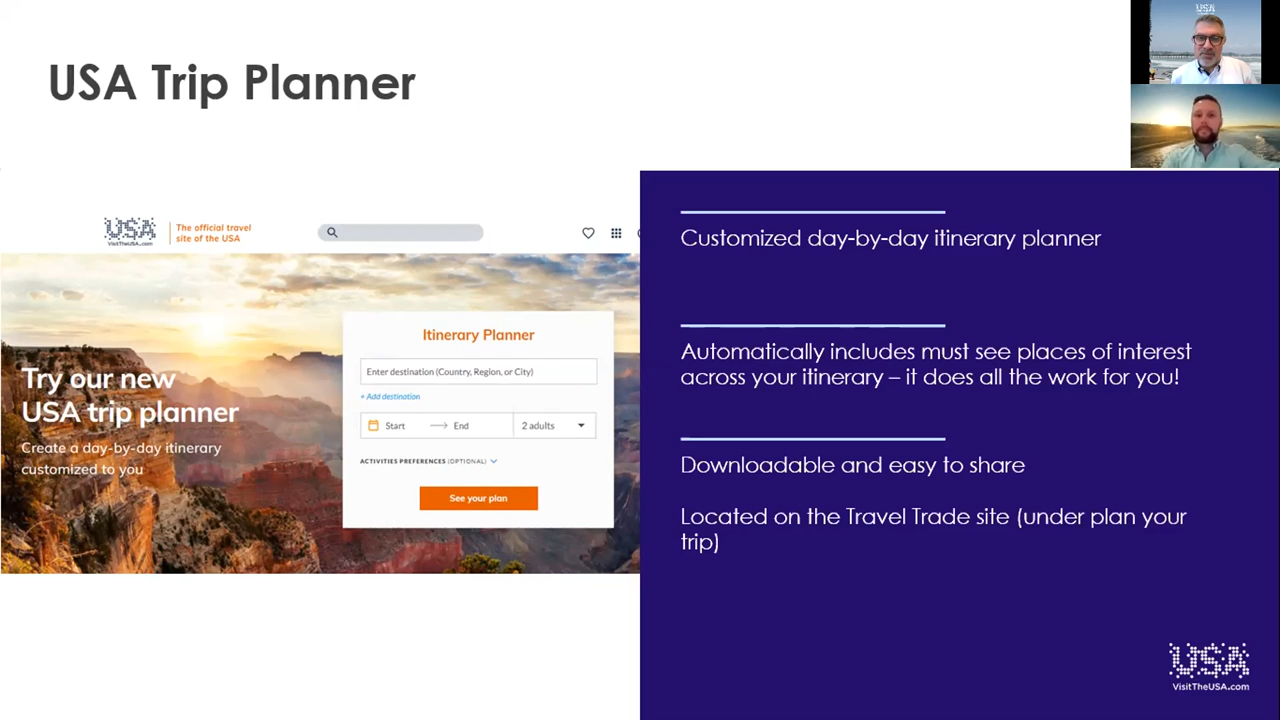 USA Trip Planner
USA
USA
VisitTheUSA.com
The official travel
site of the USA
Try our new
USA trip planner
Create a day-by-day itinerary
customized to you
Itinerary Planner
Enter destination (Country, Region, or City)
+ Add destination
Start
End
2 adults
ACTIVITIES PREFERENCES (OPTIONAL)
See your plan
Customized day-by-day itinerary planner
Automatically includes must see places of interest
across your itinerary – it does all the work for you!
Downloadable and easy to share
Located on the Travel Trade site (under plan your
trip)
USA
VisitTheUSA.com